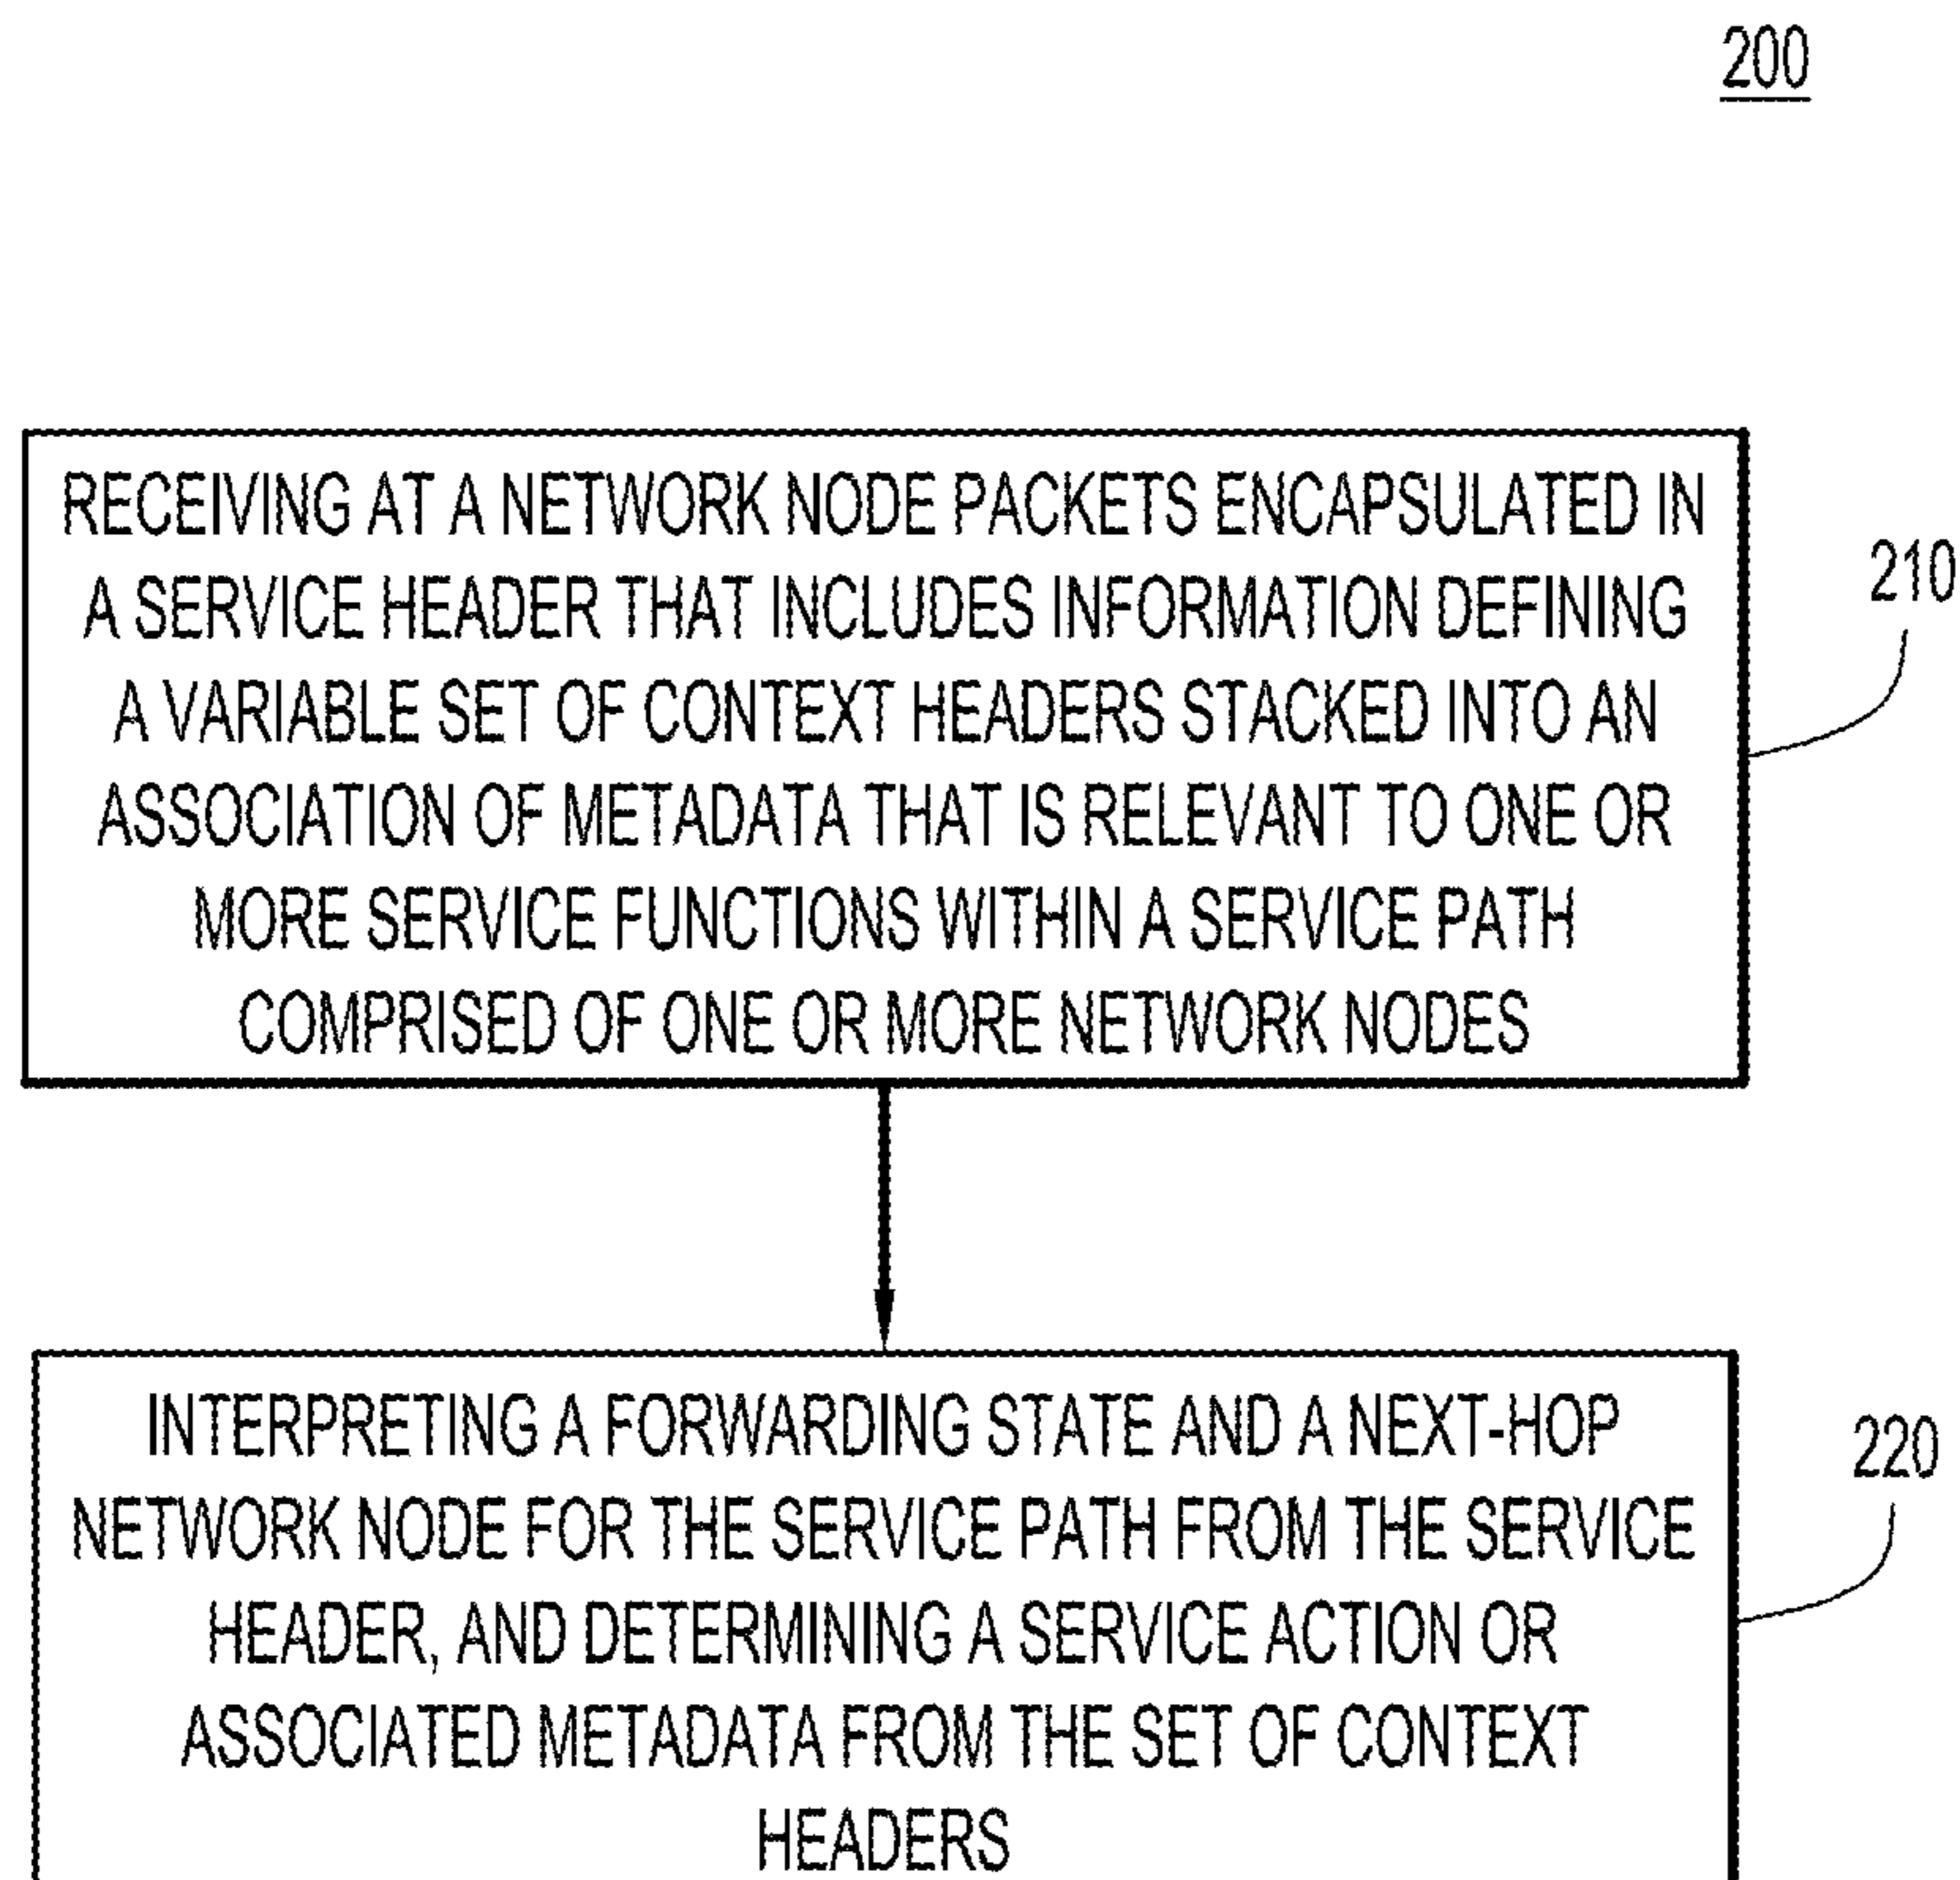 200
RECEIVING AT A NETWORK NODE PACKETS ENCAPSULATED IN
A SERVICE HEADER THAT INCLUDES INFORMATION DEFINING
A VARIABLE SET OF CONTEXT HEADERS STACKED INTO AN
ASSOCIATION OF METADATA THAT IS RELEVANT TO ONE OR
MORE SERVICE FUNCTIONS WITHIN A SERVICE PATH
COMPRISED OF ONE OR MORE NETWORK NODES
210
INTERPRETING A FORWARDING STATE AND A NEXT-HOP
NETWORK NODE FOR THE SERVICE PATH FROM THE SERVICE
HEADER, AND DETERMINING A SERVICE ACTION OR
ASSOCIATED METADATA FROM THE SET OF CONTEXT
HEADERS
220